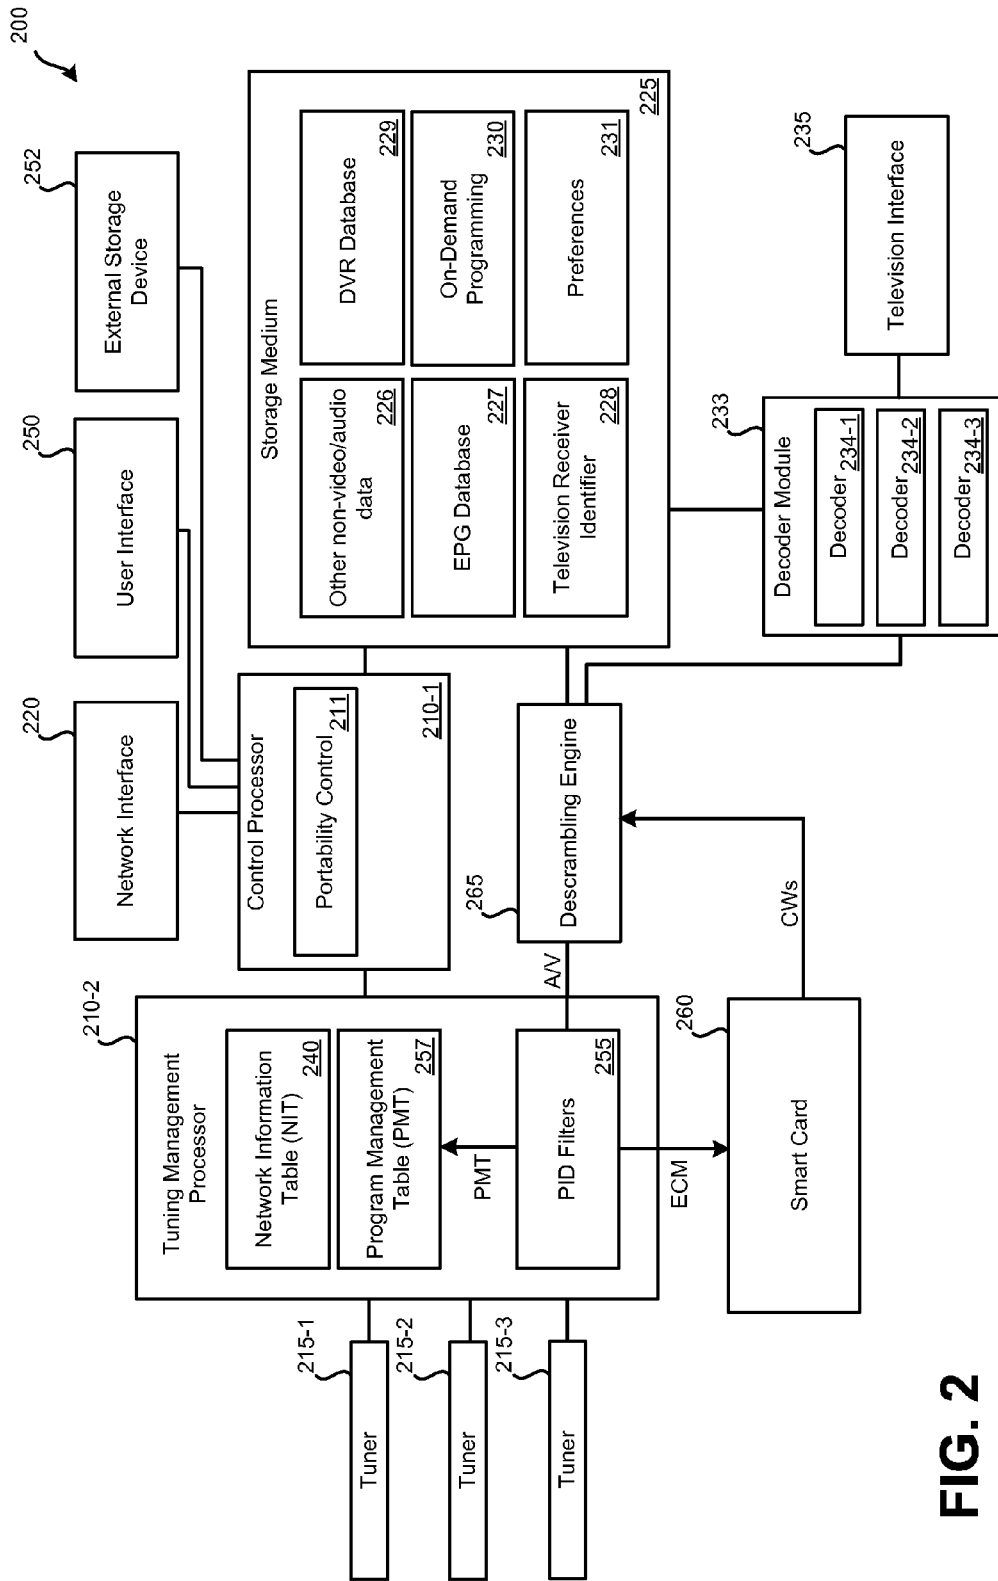 200
Network Interface
220
User Interface
250
External Storage
Device
252
Tuning Management
Processor
210-2
Network Information
Table (NIT)
240
Program Management
Table (PMT)
257
PMT
PID Filters
255
ECM
A/V
Tuner
215-1
Tuner
215-2
Tuner
215-3
Control Processor
Portability Control
211
210-1
Storage Medium
Other non-video/audio
data
226
DVR Database
229
EPG Database
227
On-Demand
Programming
230
Television Receiver
Identifier
228
Preferences
231
225
Descrambling Engine
265
Smart Card
260
CWs
Decoder Module
233
Decoder
234-1
Decoder
234-2
Decoder
234-3
Television Interface
235
FIG. 2